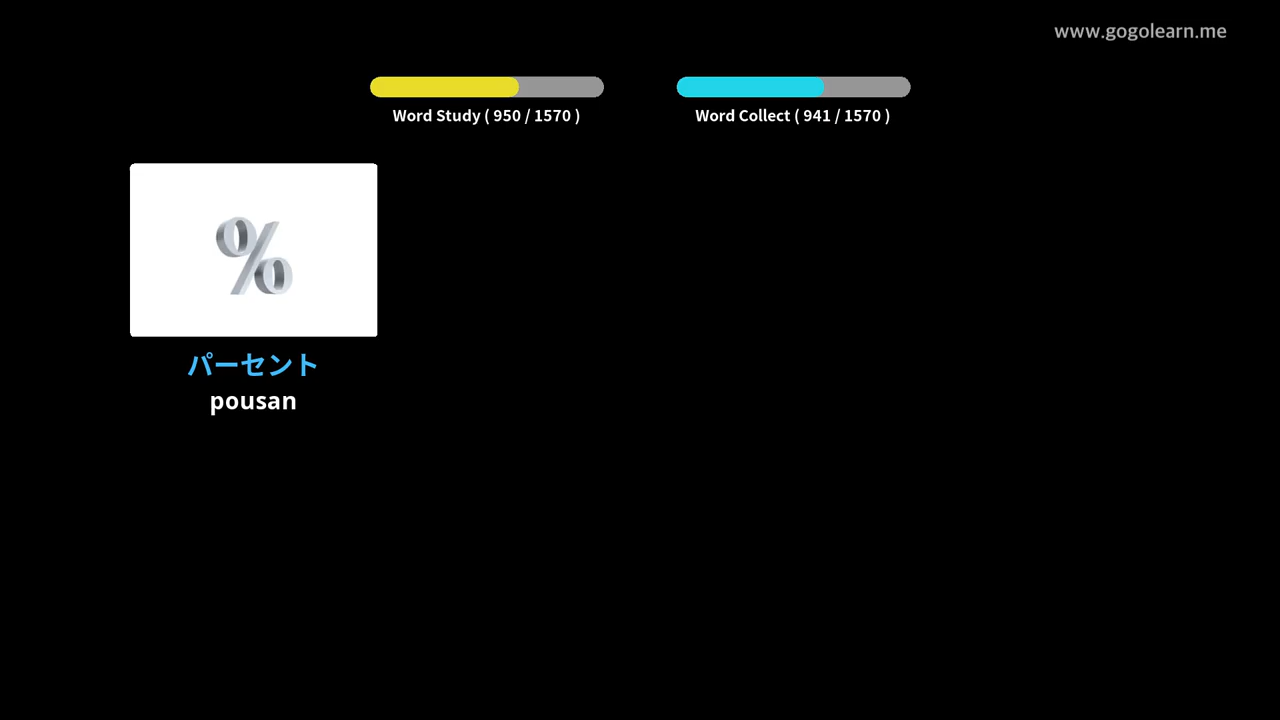 www.gogolearn.me
Word Study ( 950 / 1570 )
Word Collect ( 941 / 1570 )
%
パーセント
pousan